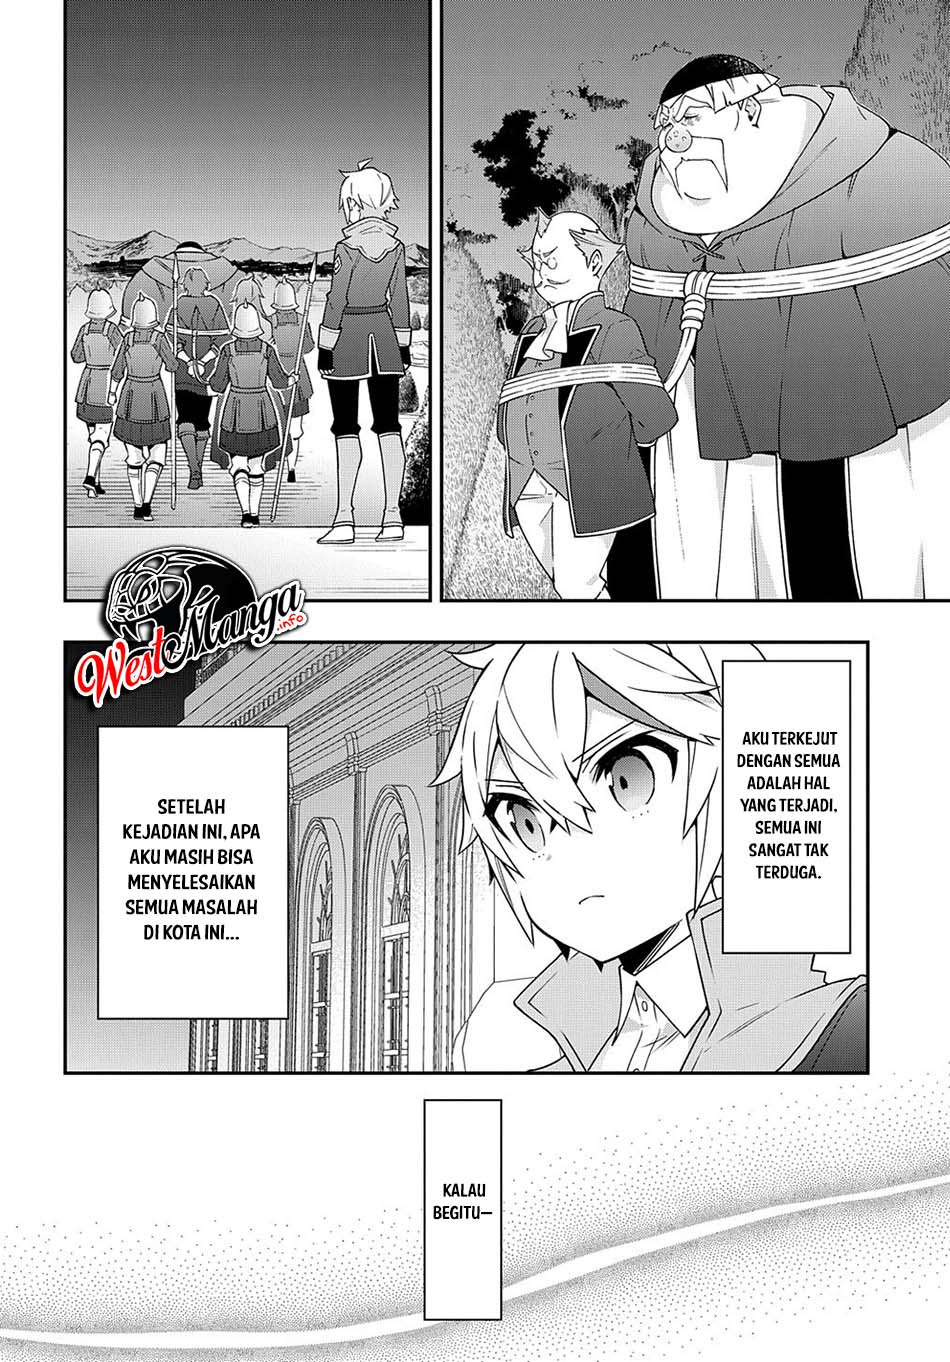 WestManga
.info
AKU TERKEJUT
DENGAN SEMUA
ADALAH HAL
YANG TERJADI,
SEMUA INI
SANGAT TAK
TERDUGA.
SETELAH
KEJADIAN INI, APA
AKU MASIH BISA
MENYELESAIKAN
SEMUA MASALAH
DI KOTA INI...
KALAU
BEGITU—